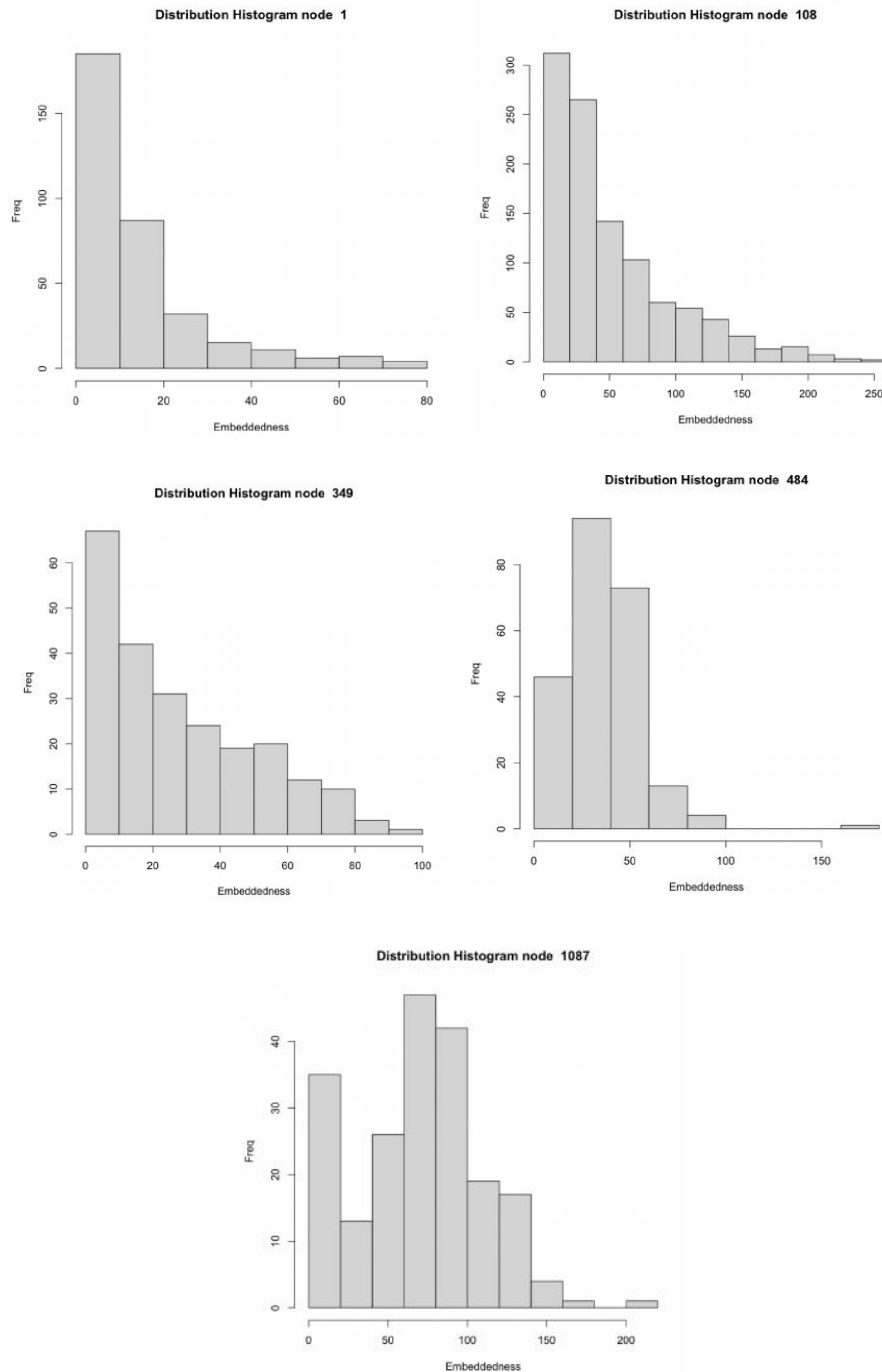 Distribution Histogram node 1
Freq
150
100
50
0
0 20 40 60 80
Embeddedness
Distribution Histogram node 108
Freq
300
250
200
150
100
50
0
0 50 100 150 200 250
Embeddedness
Distribution Histogram node 349
Freq
60
50
40
30
20
10
0
0 20 40 60 80 100
Embeddedness
Distribution Histogram node 484
Freq
80
60
40
20
0
0 50 100 150
Embeddedness
Distribution Histogram node 1087
Freq
40
30
20
10
0
0 50 100 150 200
Embeddedness